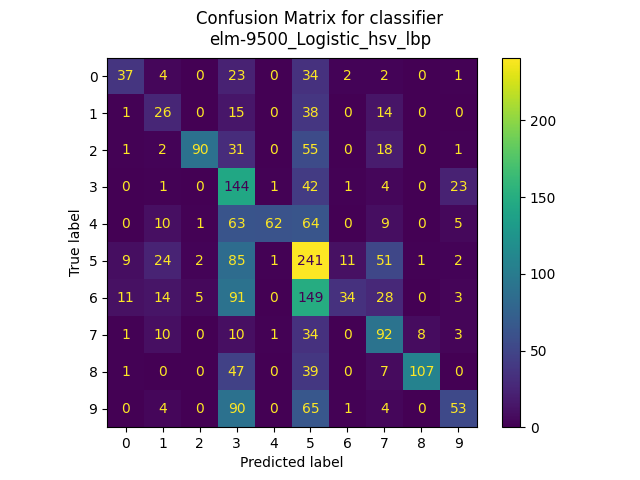 Confusion Matrix for classifier
elm-9500_Logistic_hsv_lbp
0 37 4 0 23 0 34 2 2 0 1
1 1 26 0 15 0 38 0 14 0 0
2 1 2 90 31 0 55 0 18 0 1
3 0 1 0 144 1 42 1 4 0 23
4 0 10 1 63 62 64 0 9 0 5
5 9 24 2 85 1 241 11 51 1 2
6 11 14 5 91 0 149 34 28 0 3
7 1 10 0 10 1 34 0 92 8 3
8 1 0 0 47 0 39 0 7 107 0
9 0 4 0 90 0 65 1 4 0 53
0 1 2 3 4 5 6 7 8 9
Predicted label
True label
200
150
100
50
0